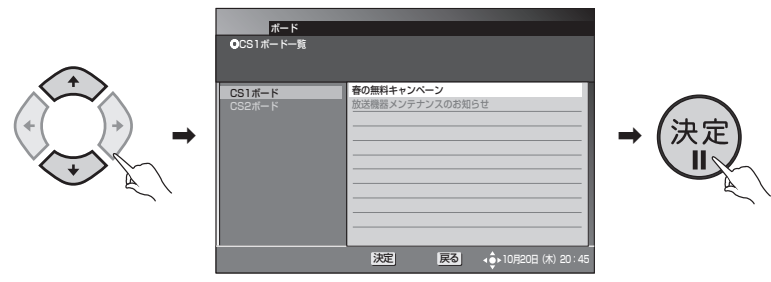 ボード
CS1ボード一覧
CS1ボード
CS2ボード
春の無料キャンペーン
放送機器メンテナンスのお知らせ
決定 戻る 10月20日 (木) 20:45
決定